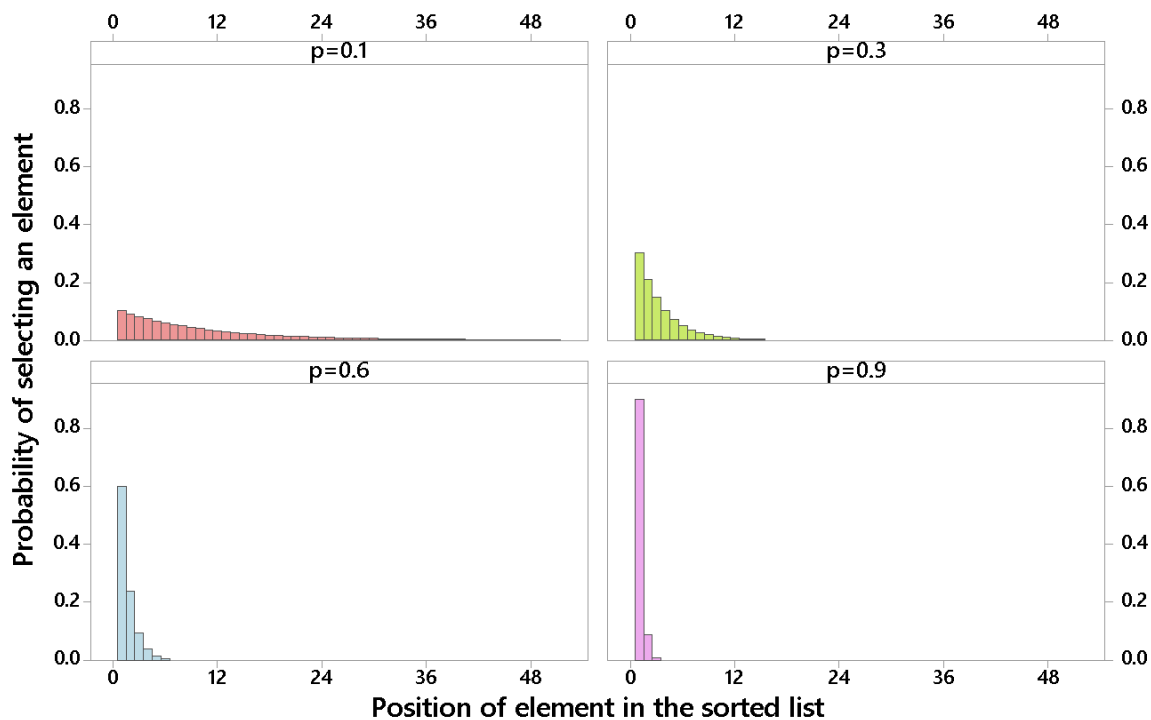 0 12 24 36 48 0 12 24 36 48
p=0.1 p=0.3
0.8 0.8
0.6 0.6
0.4 0.4
0.2 0.2
0.0 0.0
p=0.6 p=0.9
0.8 0.8
0.6 0.6
0.4 0.4
0.2 0.2
0.0 0.0
0 12 24 36 48 0 12 24 36 48
Probability of selecting an element
Position of element in the sorted list